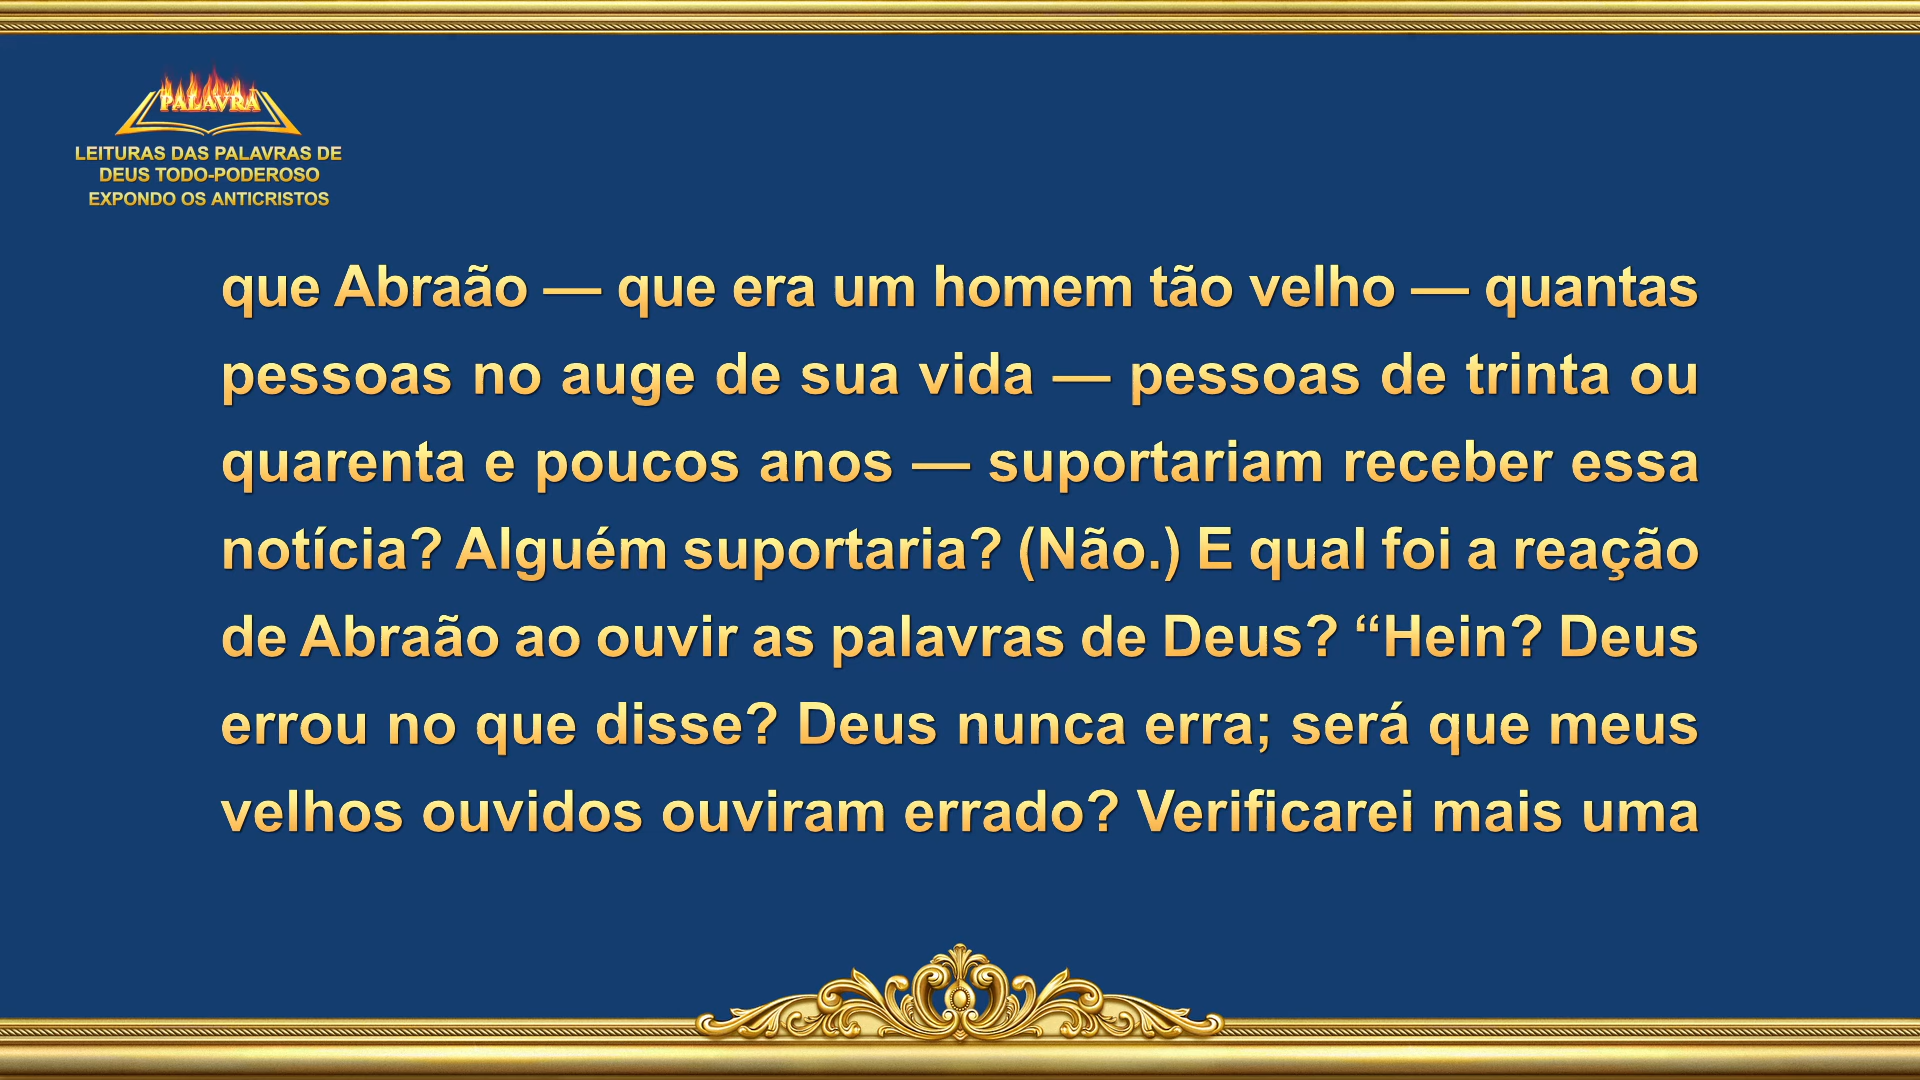 PALAVRA
LEITURAS DAS PALAVRAS DE
DEUS TODO-PODEROSO
EXPONDO OS ANTICRISTOS
que Abraão — que era um homem tão velho — quantas
pessoas no auge de sua vida — pessoas de trinta ou
quarenta e poucos anos — suportariam receber essa
notícia? Alguém suportaria? (Não.) E qual foi a reação
de Abraão ao ouvir as palavras de Deus? “Hein? Deus
errou no que disse? Deus nunca erra; será que meus
velhos ouvidos ouviram errado? Verificarei mais uma